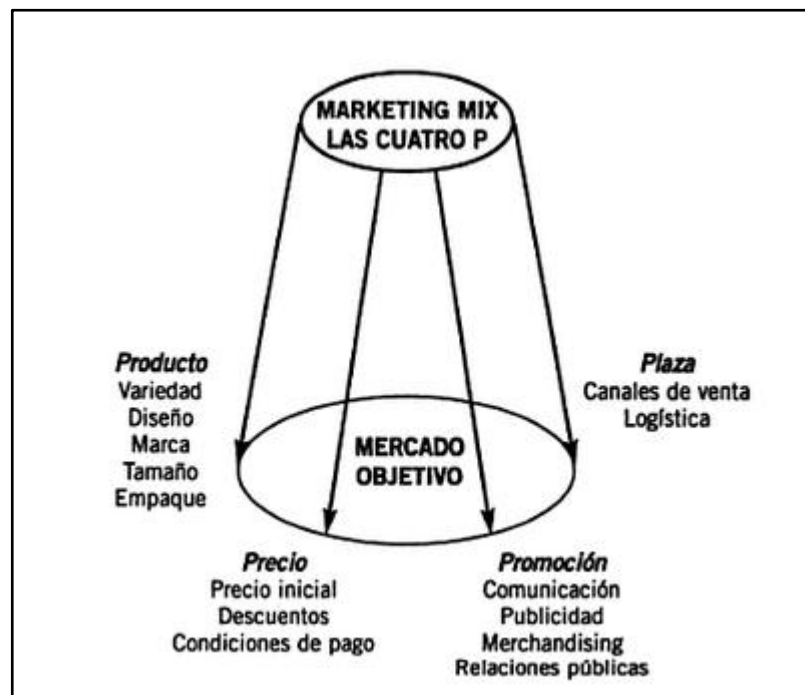 MARKETING MIX
LAS CUATRO P
Producto
Variedad
Diseño
Marca
Tamaño
Empaque
Plaza
Canales de venta
Logística
MERCADO
OBJETIVO
Precio
Precio inicial
Descuentos
Condiciones de pago
Promoción
Comunicación
Publicidad
Merchandising
Relaciones públicas